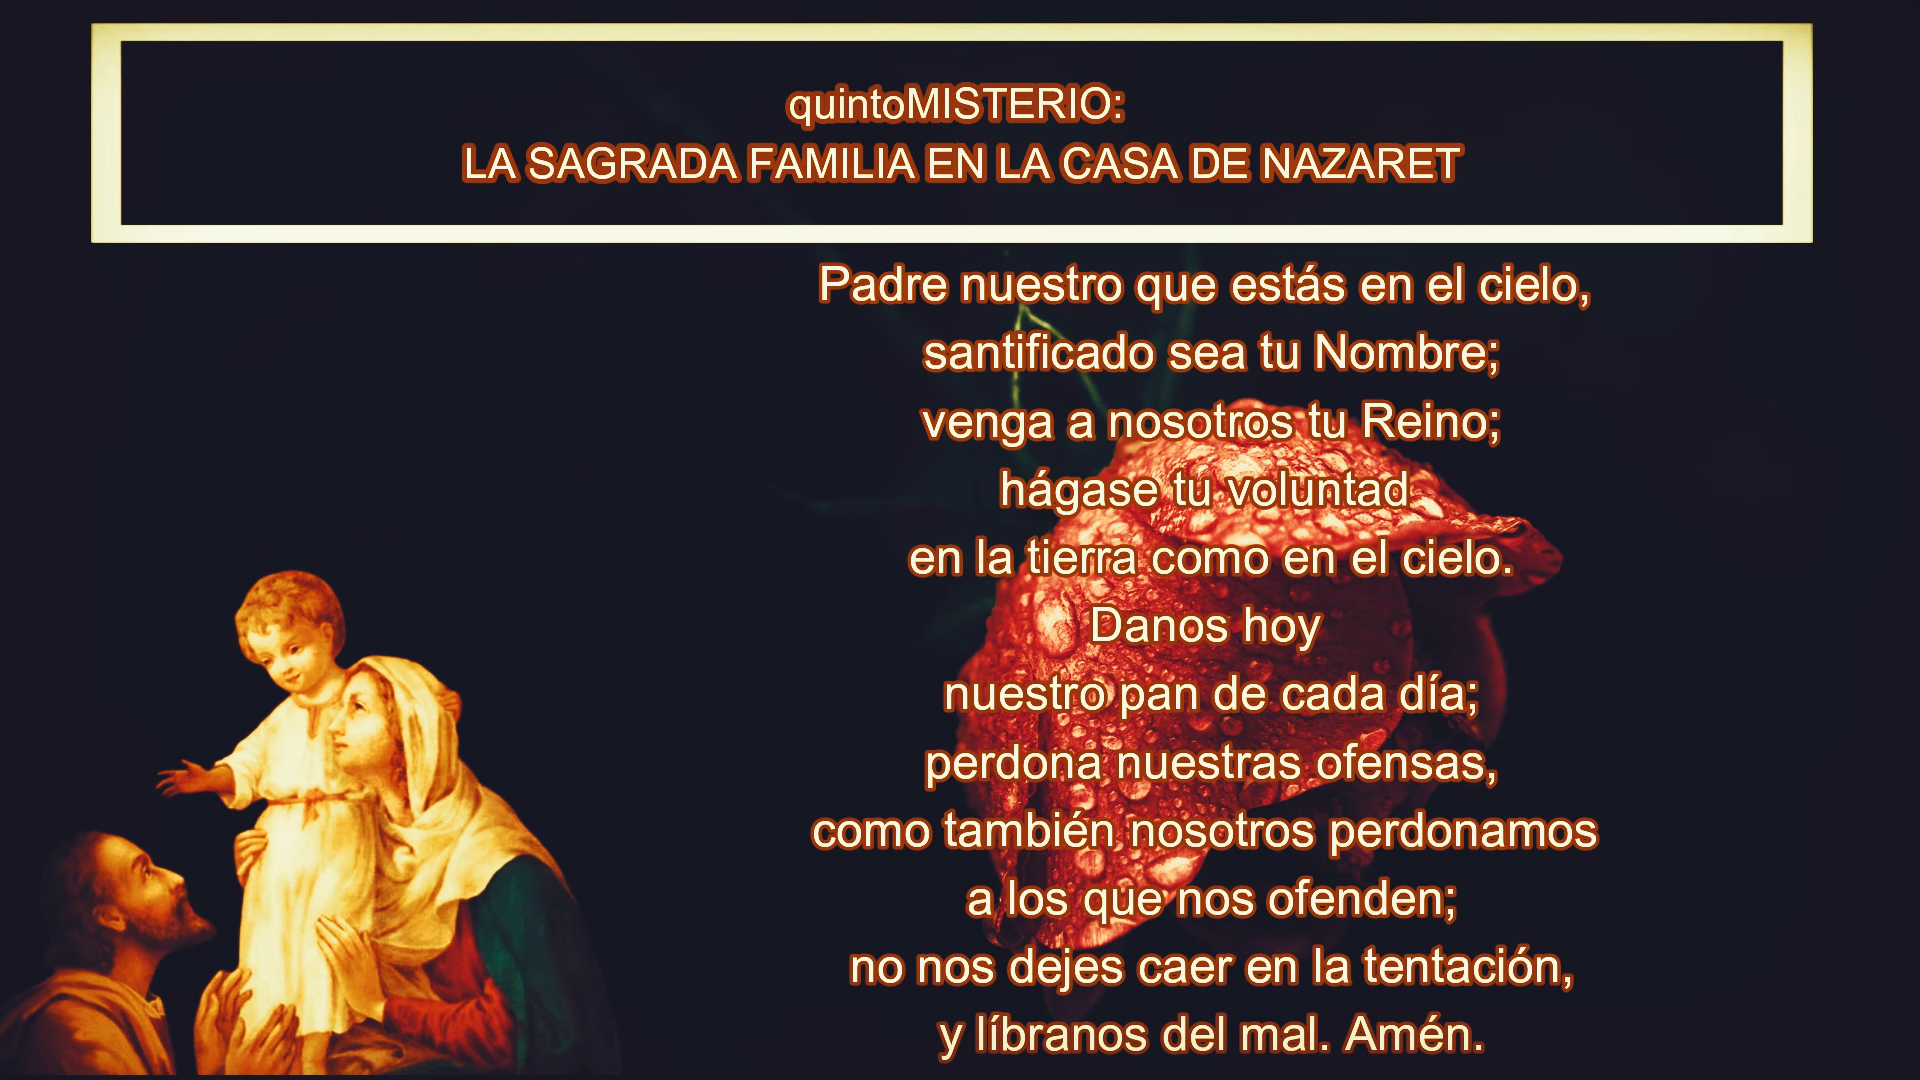 quintoMISTERIO:
LA SAGRADA FAMILIA EN LA CASA DE NAZARET
Padre nuestro que estás en el cielo,
santificado sea tu Nombre;
venga a nosotros tu Reino;
hágase tu voluntad
en la tierra como en el cielo.
Danos hoy
nuestro pan de cada día;
perdona nuestras ofensas,
como también nosotros perdonamos
a los que nos ofenden;
no nos dejes caer en la tentación,
y líbranos del mal. Amén.